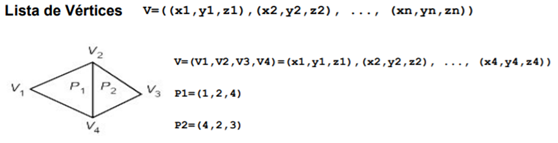 Lista de Vértices V=((x1,y1,z1),(x2,y2,z2), ..., (xn,yn,zn))
V2
V=(V1,V2,V3,V4)=(x1,y1,z1),(x2,y2,z2), ..., (x4,y4,z4))
V1 P1 P2 V3
P1=(1,2,4)
V4
P2=(4,2,3)